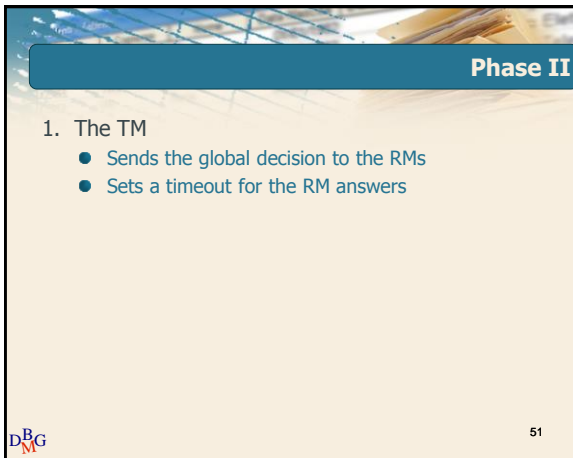 Phase II
1. The TM
Sends the global decision to the RMs
Sets a timeout for the RM answers
DBMG
51